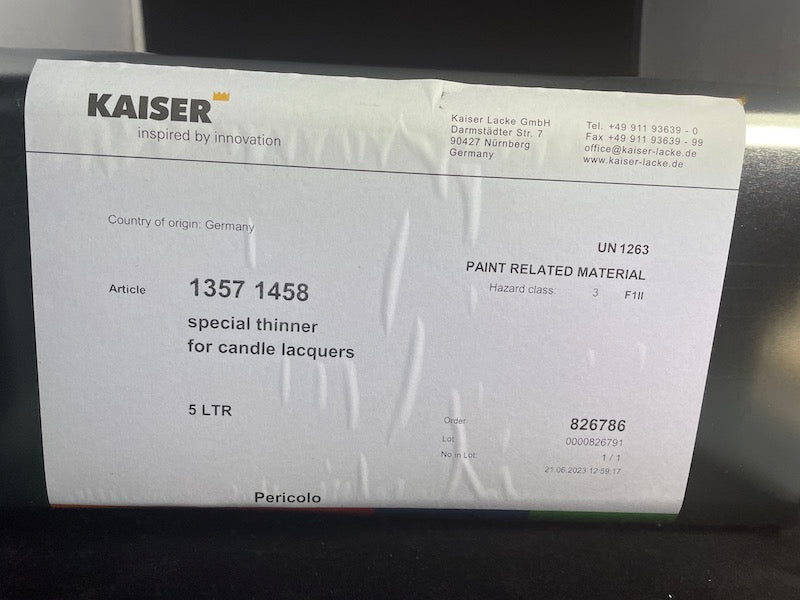 KAISER
inspired by innovation
Kaiser Lacke GmbH
Darmstädter Str. 7
90427 Nürnberg
Germany
Tel. +49 911 93639 - 0
Fax +49 911 93639 - 99
office@kaiser-lacke.de
www.kaiser-lacke.de
Country of origin: Germany
UN 1263
PAINT RELATED MATERIAL
Hazard class: 3 F1II
Article 1357 1458
special thinner
for candle lacquers
5 LTR
Order 826786
Lot 0000826791
No in Lot: 1 / 1
21.06.2023 12:59:17
Pericolo